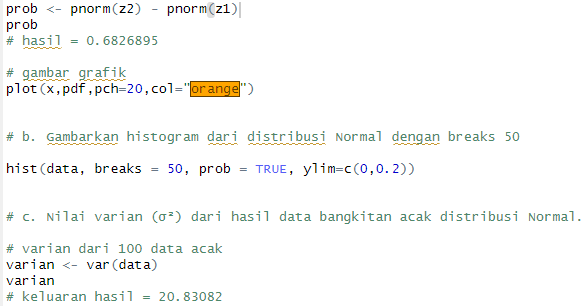 prob <- pnorm(z2) - pnorm(z1)
prob
# hasil = 0.6826895
# gambar grafik
plot(x,pdf,pch=20,col="orange")
# b. Gambarkan histogram dari distribusi Normal dengan breaks 50
hist(data, breaks = 50, prob = TRUE, ylim=c(0,0.2))
# c. Nilai varian (σ²) dari hasil data bangkitan acak distribusi Normal.
# varian dari 100 data acak
varian <- var(data)
varian
# keluaran hasil = 20.83082